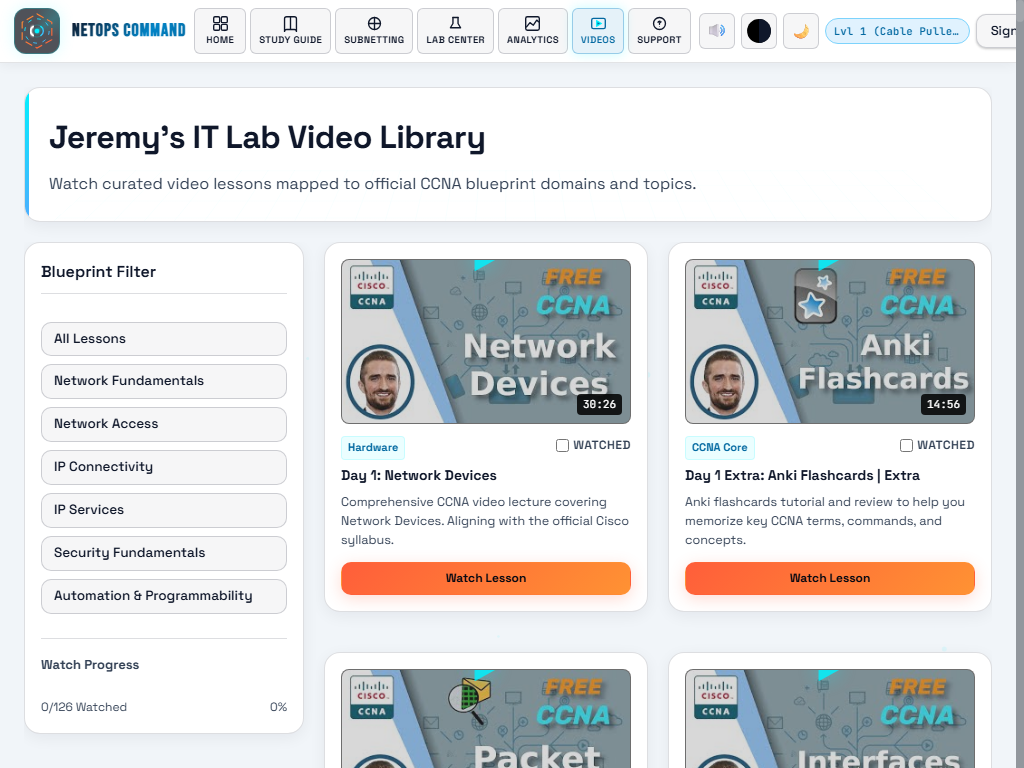 NETOPS COMMAND
HOME
STUDY GUIDE
SUBNETTING
LAB CENTER
ANALYTICS
VIDEOS
SUPPORT
Lvl 1 (Cable Pulle…
Sign
Jeremy's IT Lab Video Library
Watch curated video lessons mapped to official CCNA blueprint domains and topics.
Blueprint Filter
All Lessons
Network Fundamentals
Network Access
IP Connectivity
IP Services
Security Fundamentals
Automation & Programmability
Watch Progress
0/126 Watched
0%
CISCO
CCNA
FREE
CCNA
Network
Devices
30:26
Hardware
WATCHED
Day 1: Network Devices
Comprehensive CCNA video lecture covering
Network Devices. Aligning with the official Cisco
syllabus.
Watch Lesson
CISCO
CCNA
FREE
CCNA
Anki
Flashcards
14:56
CCNA Core
WATCHED
Day 1 Extra: Anki Flashcards | Extra
Anki flashcards tutorial and review to help you
memorize key CCNA terms, commands, and
concepts.
Watch Lesson
CISCO
CCNA
FREE
CCNA
Packet
CISCO
CCNA
FREE
CCNA
Interfaces